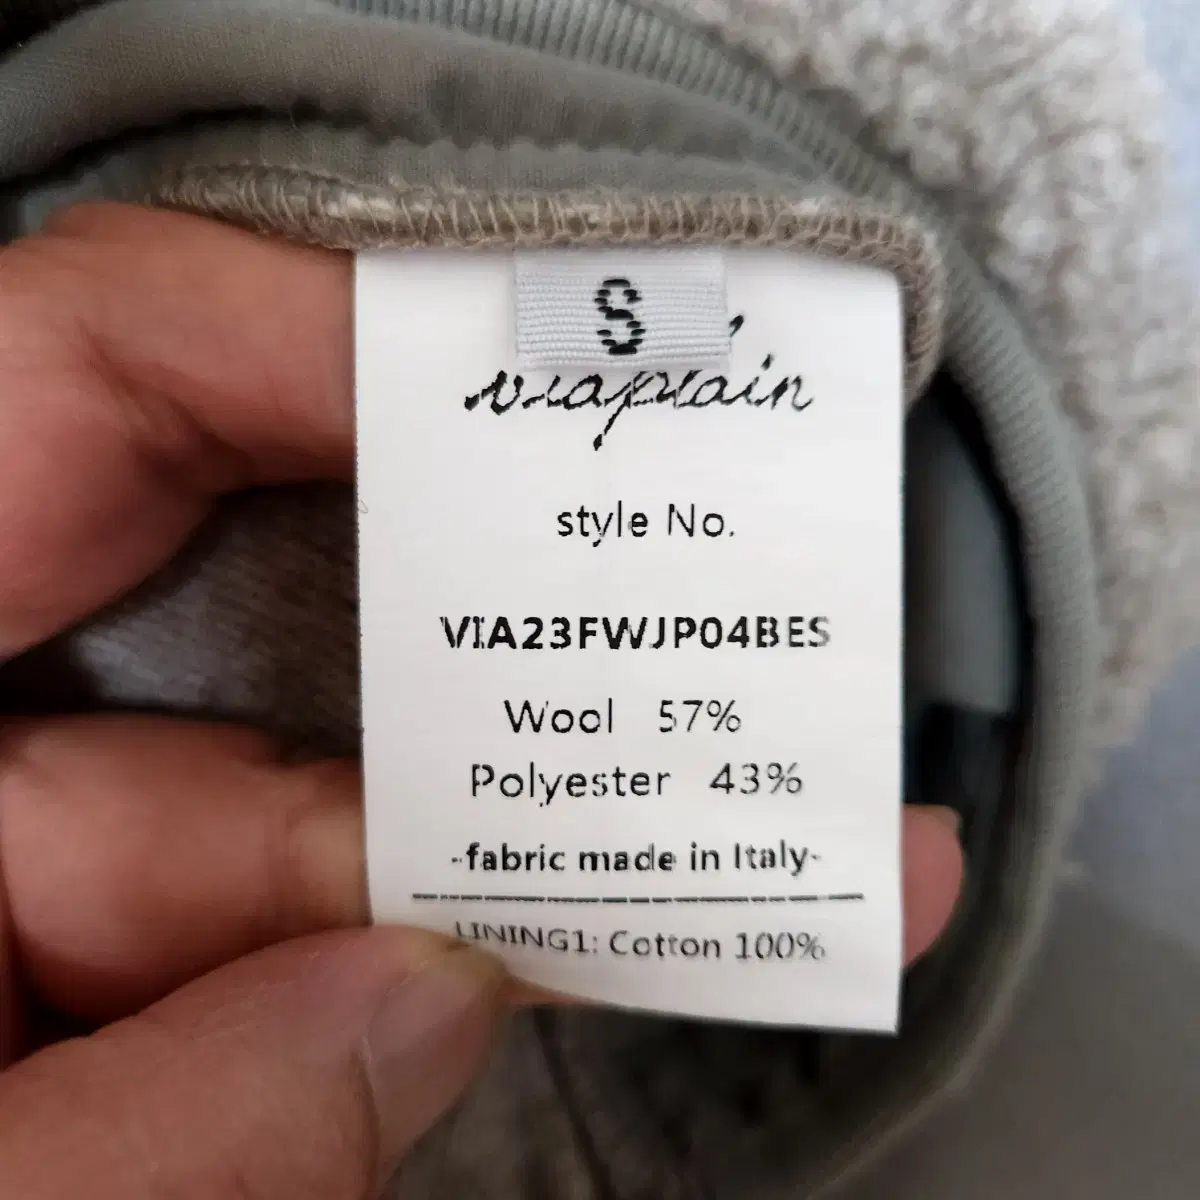 S
viaplain
style No.
VIA23FWJP04BES
Wool 57%
Polyester 43%
-fabric made in Italy-
LINING1: Cotton 100%